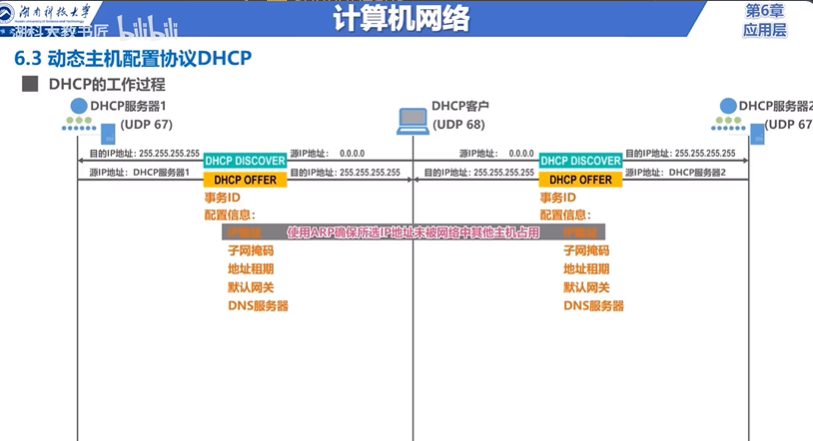 湖南科技大学
湖科大教书匠 bilibili
计算机网络
第6章
应用层
6.3 动态主机配置协议DHCP
DHCP的工作过程
DHCP服务器1
(UDP 67)
DHCP客户
(UDP 68)
DHCP服务器2
(UDP 67
目的IP地址: 255.255.255.255 DHCP DISCOVER 源IP地址: 0.0.0.0
源IP地址: 0.0.0.0 DHCP DISCOVER 目的IP地址: 255.255.255.255
源IP地址: DHCP服务器1 DHCP OFFER 目的IP地址: 255.255.255.255
目的IP地址: 255.255.255.255 DHCP OFFER 源IP地址: DHCP服务器2
事务ID
配置信息:
子网掩码
地址租期
默认网关
DNS服务器
事务ID
配置信息:
子网掩码
地址租期
默认网关
DNS服务器
使用ARP确保所选IP地址未被网络中其他主机占用